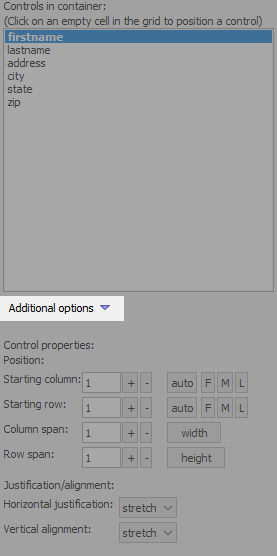 Controls in container:
(Click on an empty cell in the grid to position a control)
firstname
lastname
address
city
state
zip
Additional options
Control properties:
Position:
Starting column: 1 + - auto F M L
Starting row: 1 + - auto F M L
Column span: 1 + - width
Row span: 1 + - height
Justification/alignment:
Horizontal justification: stretch
Vertical alignment: stretch